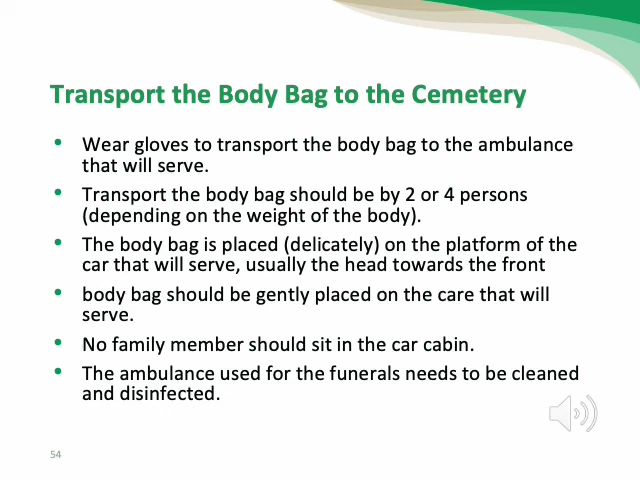 Transport the Body Bag to the Cemetery
• Wear gloves to transport the body bag to the ambulance
that will serve.
• Transport the body bag should be by 2 or 4 persons
(depending on the weight of the body).
• The body bag is placed (delicately) on the platform of the
car that will serve, usually the head towards the front
• body bag should be gently placed on the care that will
serve.
• No family member should sit in the car cabin.
• The ambulance used for the funerals needs to be cleaned
and disinfected.
54